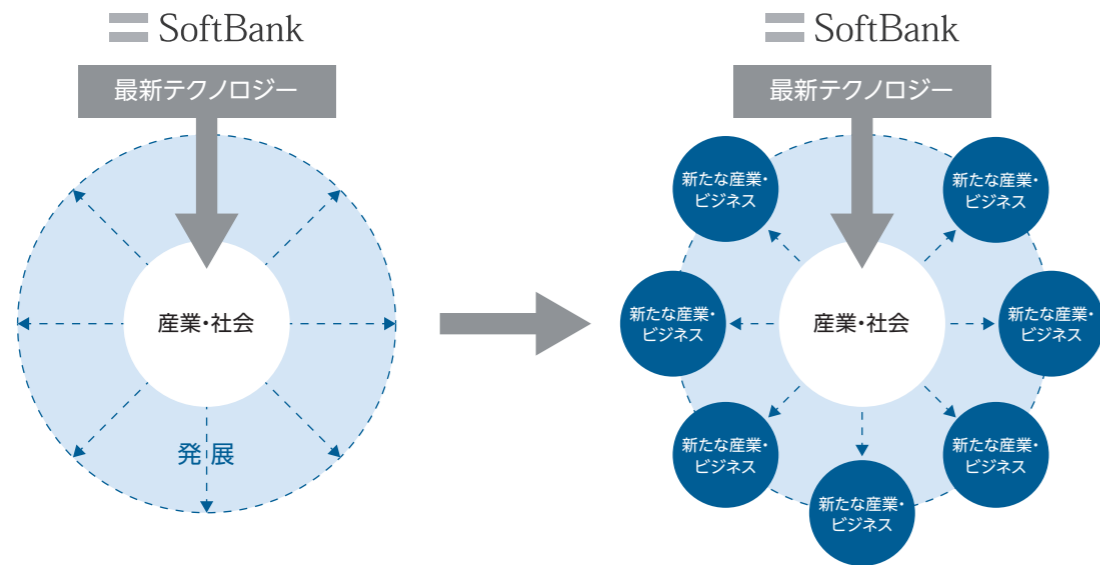 SoftBank
最新テクノロジー
産業・社会
発展
SoftBank
最新テクノロジー
新たな産業・
ビジネス
新たな産業・
ビジネス
新たな産業・
ビジネス
産業・社会
新たな産業・
ビジネス
新たな産業・
ビジネス
新たな産業・
ビジネス
新たな産業・
ビジネス